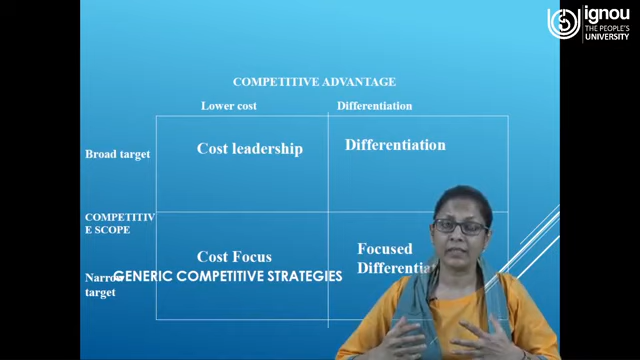 ignou
THE PEOPLE'S
UNIVERSITY
COMPETITIVE ADVANTAGE
Lower cost
Differentiation
Broad target
Cost leadership
Differentiation
COMPETITIV
E SCOPE
Narrow
target
Cost Focus
Focused
GENERIC COMPETITIVE STRATEGIES